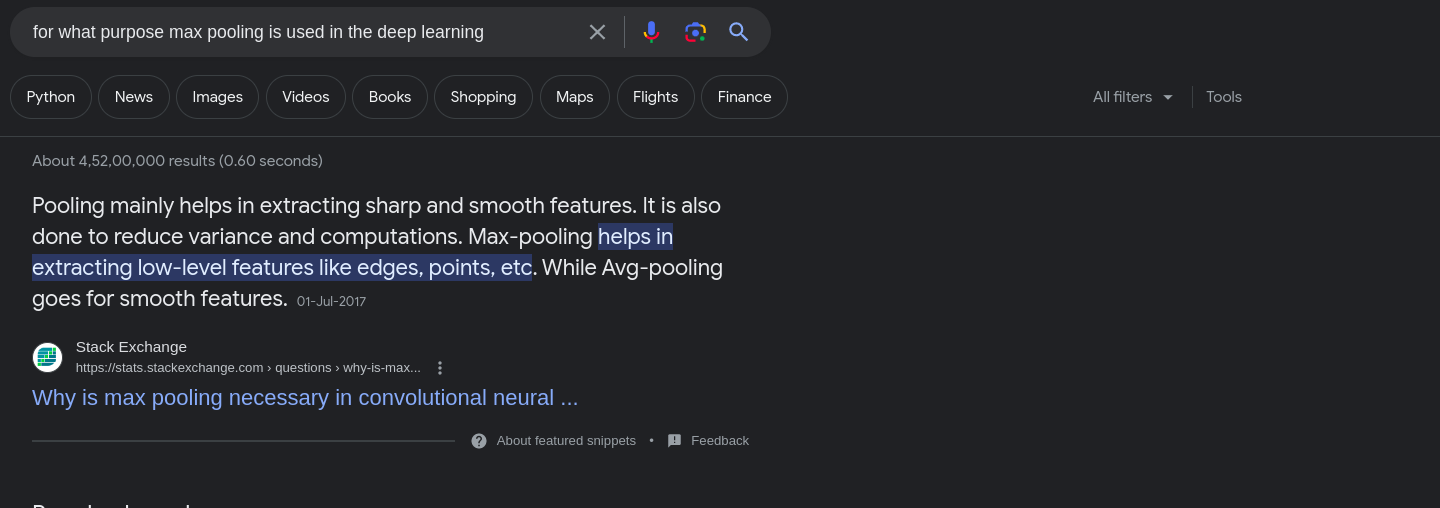 for what purpose max pooling is used in the deep learning
Python News Images Videos Books Shopping Maps Flights Finance All filters Tools
About 4,52,00,000 results (0.60 seconds)
Pooling mainly helps in extracting sharp and smooth features. It is also
done to reduce variance and computations. Max-pooling helps in
extracting low-level features like edges, points, etc. While Avg-pooling
goes for smooth features. 01-Jul-2017
Stack Exchange
https://stats.stackexchange.com › questions › why-is-max...
Why is max pooling necessary in convolutional neural ...
About featured snippets • Feedback